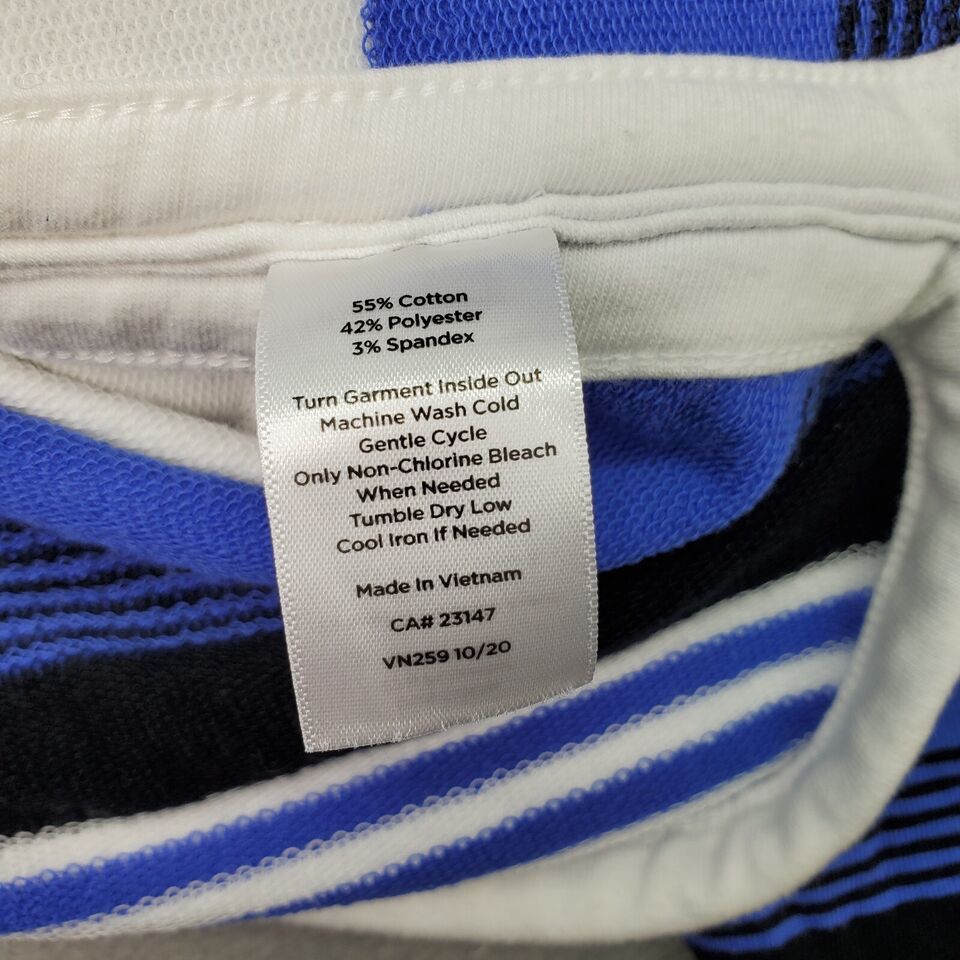 55% Cotton
42% Polyester
3% Spandex
Turn Garment Inside Out
Machine Wash Cold
Gentle Cycle
Only Non-Chlorine Bleach
When Needed
Tumble Dry Low
Cool Iron If Needed
Made In Vietnam
CA# 23147
VN259 10/20